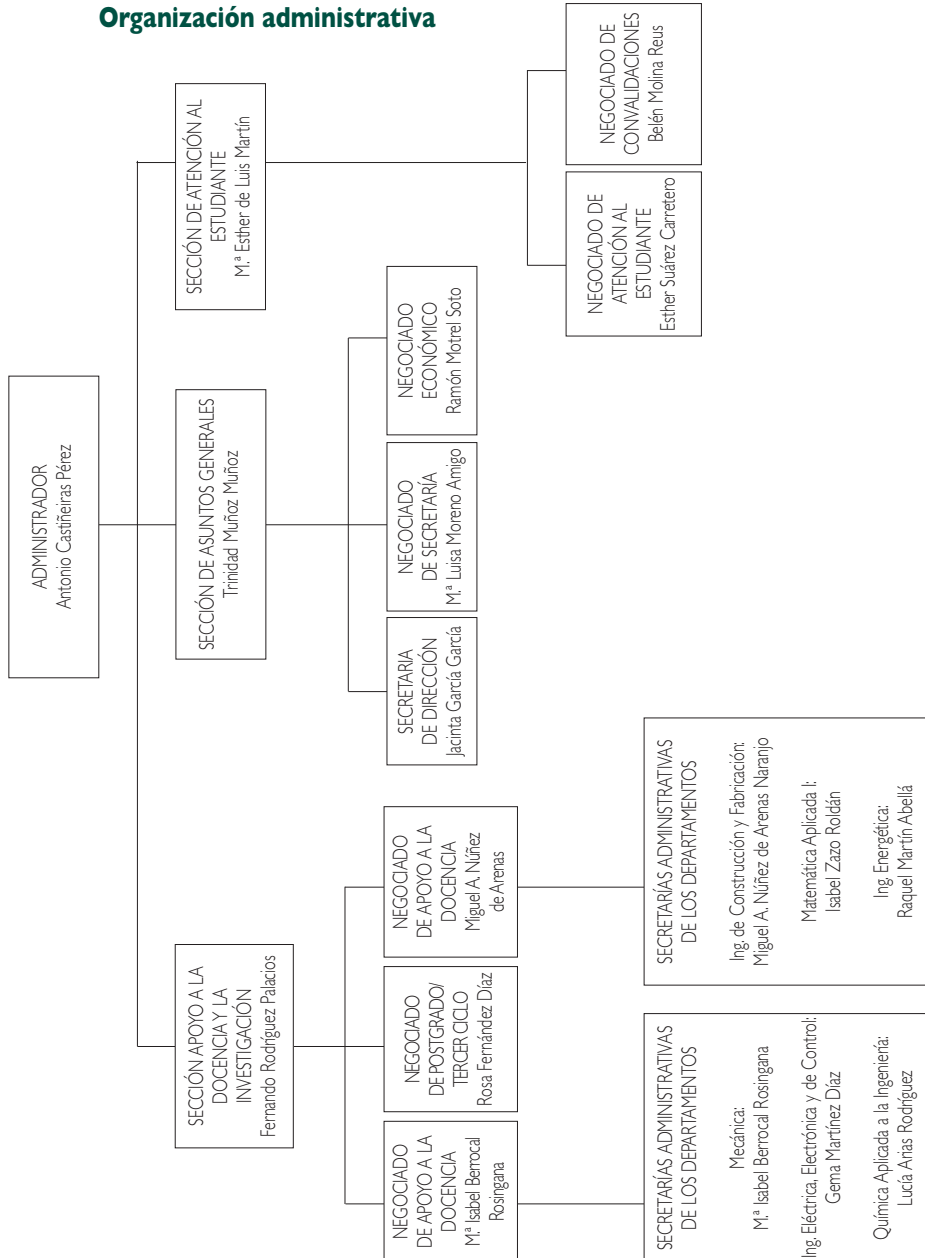 Organización administrativa
ADMINISTRADOR
Antonio Castiñeiras Pérez
SECCIÓN APOYO A LA
DOCENCIA Y LA
INVESTIGACIÓN
Fernando Rodríguez Palacios
SECCIÓN DE ASUNTOS GENERALES
Trinidad Muñoz Muñoz
SECCIÓN DE ATENCIÓN AL
ESTUDIANTE
M.ª Esther de Luis Martín
NEGOCIADO
DE APOYO A LA
DOCENCIA
M.ª Isabel Berrocal
Rosingana
NEGOCIADO
DE POSTGRADO/
TERCER CICLO
Rosa Fernández Díaz
NEGOCIADO
DE APOYO A LA
DOCENCIA
Miguel A. Núñez
de Arenas
SECRETARIA
DE DIRECCIÓN
Jacinta García García
NEGOCIADO
DE SECRETARÍA
M.ª Luisa Moreno Amigo
NEGOCIADO
ECONÓMICO
Ramón Motrel Soto
NEGOCIADO DE
ATENCIÓN AL
ESTUDIANTE
Esther Suárez Carretero
NEGOCIADO DE
CONVALIDACIONES
Belén Molina Reus
SECRETARÍAS ADMINISTRATIVAS
DE LOS DEPARTAMENTOS
Mecánica:
M.ª Isabel Berrocal Rosingana
Ing. Eléctrica, Electrónica y de Control:
Gema Martínez Díaz
Química Aplicada a la Ingeniería:
Lucía Arias Rodríguez
SECRETARÍAS ADMINISTRATIVAS
DE LOS DEPARTAMENTOS
Ing. de Construcción y Fabricación:
Miguel A. Núñez de Arenas Naranjo
Matemática Aplicada I:
Isabel Zazo Roldán
Ing. Energética:
Raquel Martín Abellá